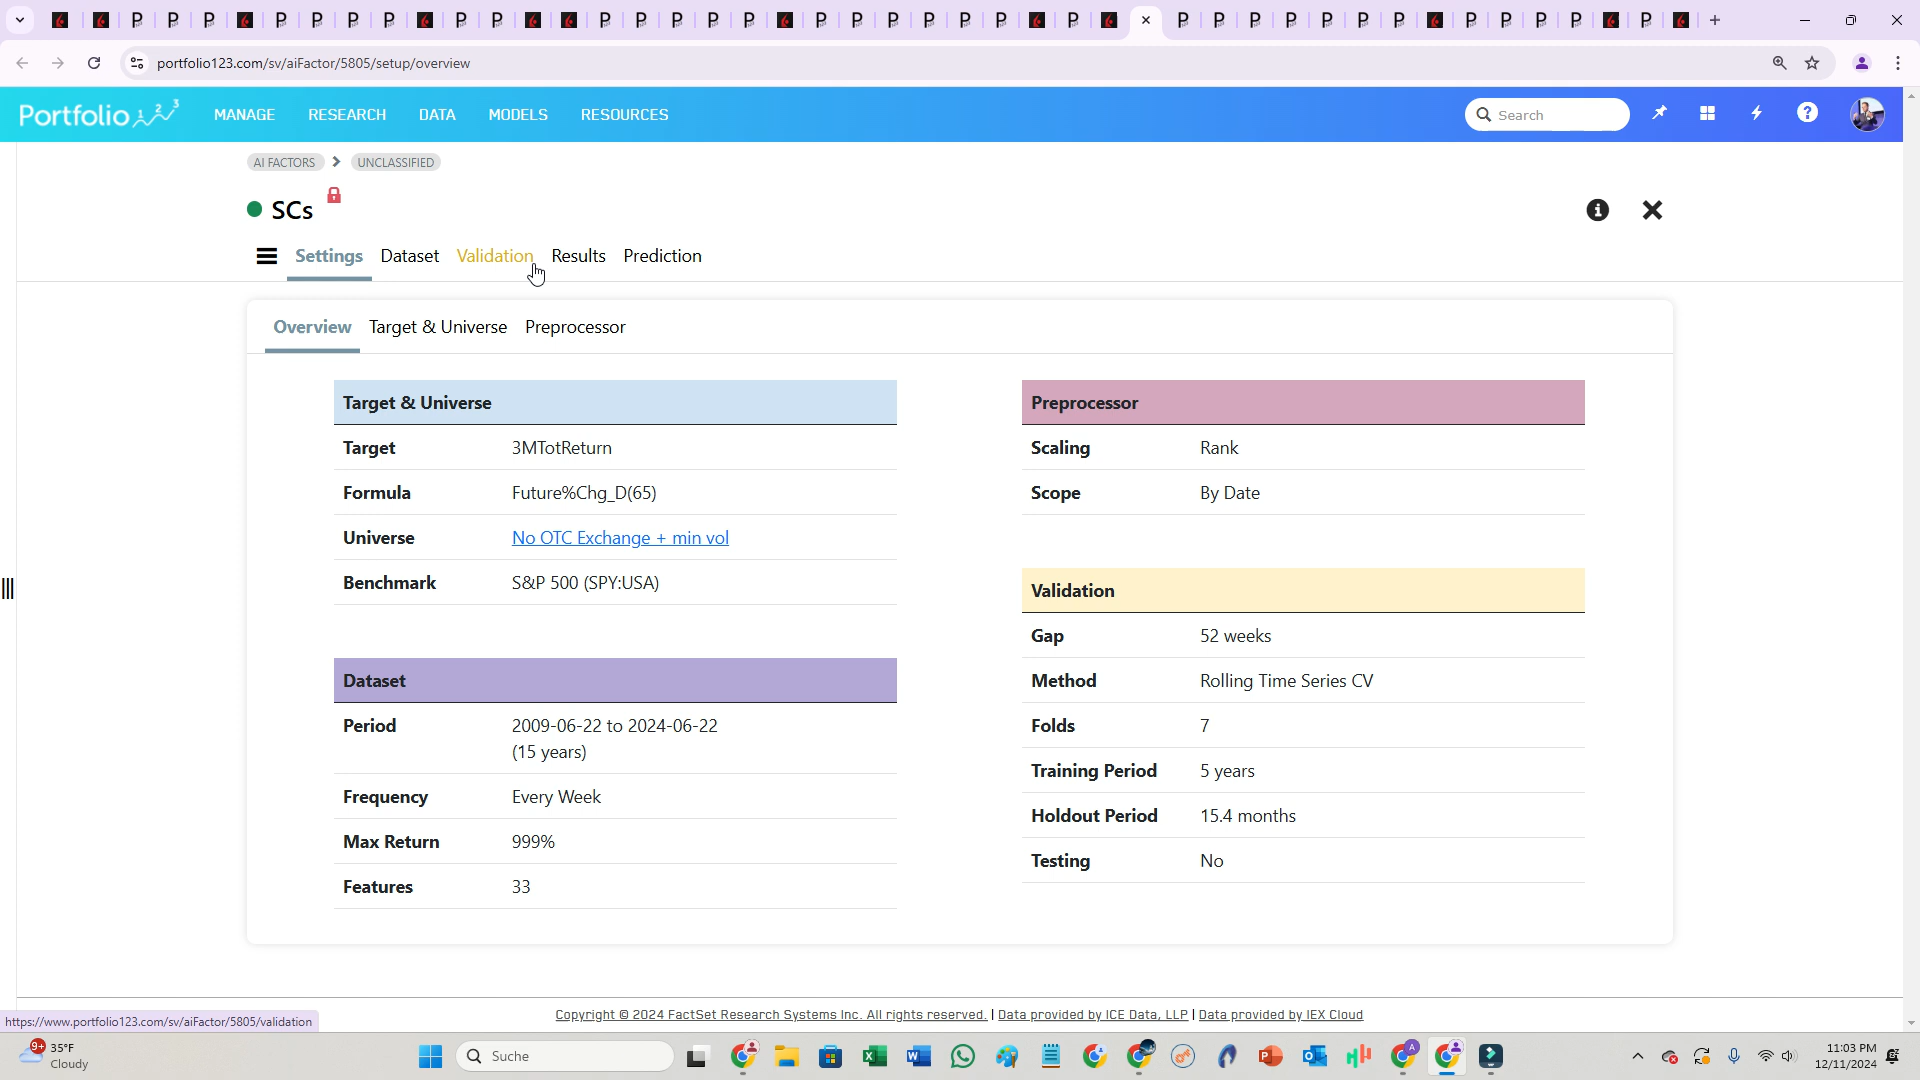 portfolio123.com/sv/aiFactor/5805/setup/overview
Portfolio123
MANAGE RESEARCH DATA MODELS RESOURCES
Search
AI FACTORS > UNCLASSIFIED
SCs
Settings Dataset Validation Results Prediction
Overview Target & Universe Preprocessor
Target & Universe
Target 3MTotReturn
Formula Future%Chg_D(65)
Universe No OTC Exchange + min vol
Benchmark S&P 500 (SPY:USA)
Dataset
Period 2009-06-22 to 2024-06-22
(15 years)
Frequency Every Week
Max Return 999%
Features 33
Preprocessor
Scaling Rank
Scope By Date
Validation
Gap 52 weeks
Method Rolling Time Series CV
Folds 7
Training Period 5 years
Holdout Period 15.4 months
Testing No
Copyright © 2024 FactSet Research Systems Inc. All rights reserved. | Data provided by ICE Data, LLP | Data provided by IEX Cloud
https://www.portfolio123.com/sv/aiFactor/5805/validation
9+
35°F
Cloudy
Suche
11:03 PM
12/11/2024